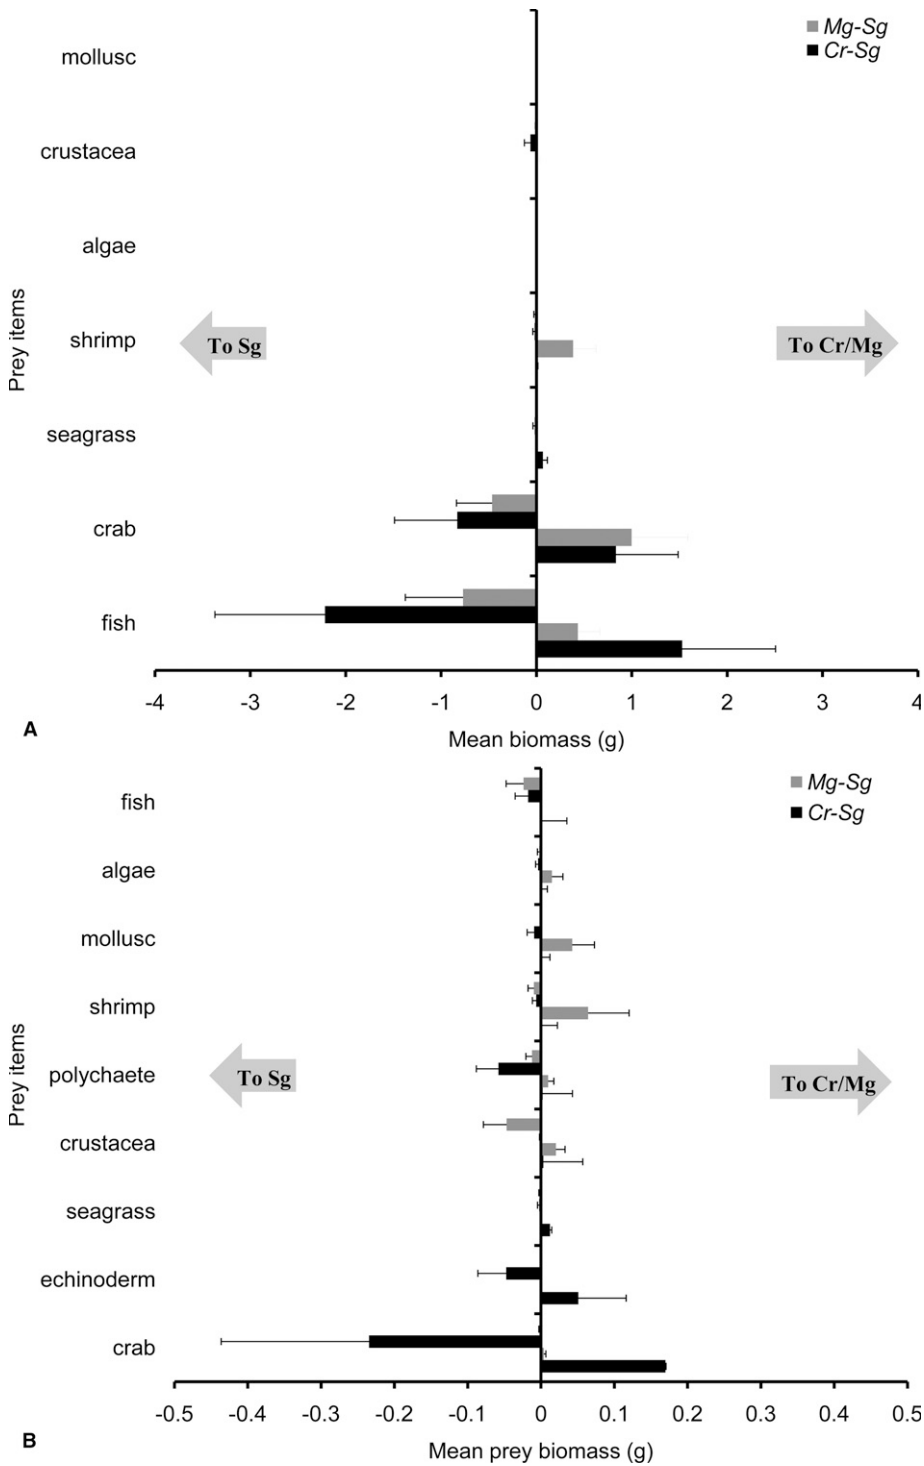 Mg-Sg
Cr-Sg
mollusc
crustacea
algae
shrimp
seagrass
crab
fish
Prey items
To Sg
To Cr/Mg
-4 -3 -2 -1 0 1 2 3 4
Mean biomass (g)
A
Mg-Sg
Cr-Sg
fish
algae
mollusc
shrimp
polychaete
crustacea
seagrass
echinoderm
crab
Prey items
To Sg
To Cr/Mg
-0.5 -0.4 -0.3 -0.2 -0.1 0 0.1 0.2 0.3 0.4 0.5
Mean prey biomass (g)
B